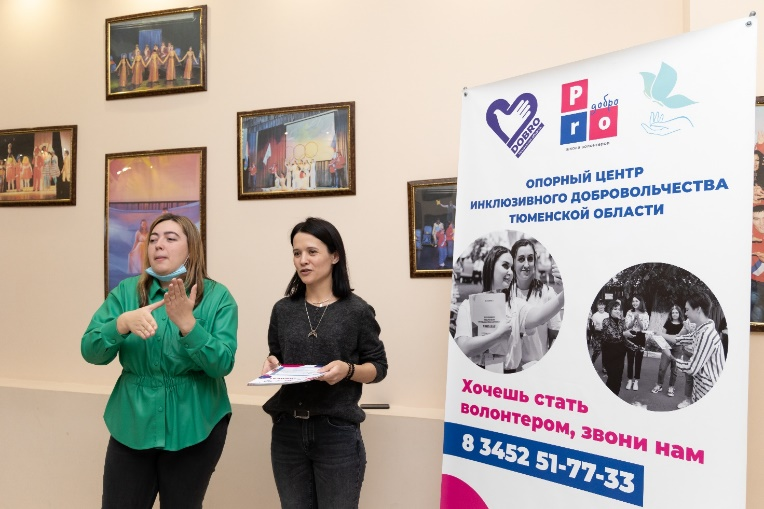 DOBRO
Pro
добро
ОПОРНЫЙ ЦЕНТР
ИНКЛЮЗИВНОГО ДОБРОВОЛЬЧЕСТВА
ТЮМЕНСКОЙ ОБЛАСТИ
Хочешь стать
волонтером, звони нам
8 3452 51-77-33